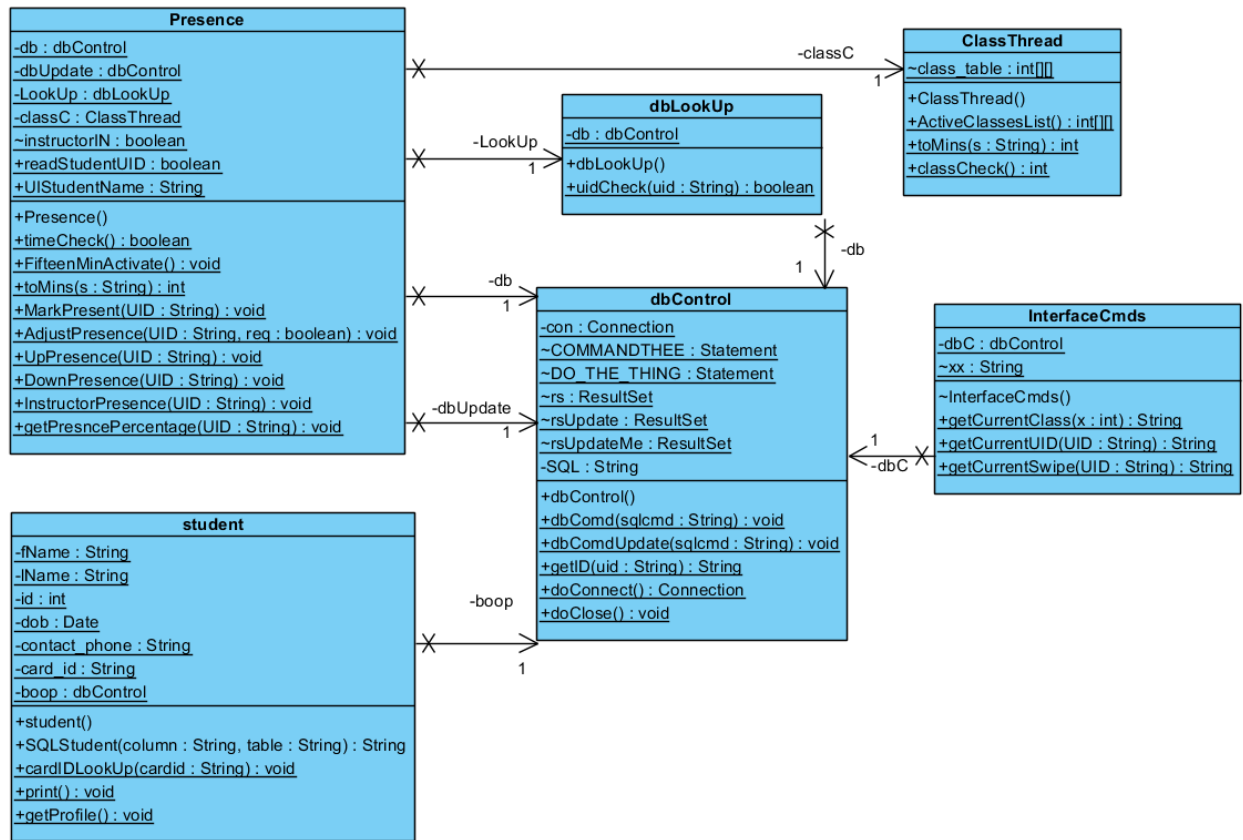 Presence
-db : dbControl
-dbUpdate : dbControl
-LookUp : dbLookUp
-classC : ClassThread
~instructorIN : boolean
+readStudentUID : boolean
+UIStudentName : String
+Presence()
+timeCheck() : boolean
+FifteenMinActivate() : void
+toMins(s : String) : int
+MarkPresent(UID : String) : void
+AdjustPresence(UID : String, req : boolean) : void
+UpPresence(UID : String) : void
+DownPresence(UID : String) : void
+InstructorPresence(UID : String) : void
+getPresncePercentage(UID : String) : void
-classC
1
ClassThread
~class_table : int[][]
+ClassThread()
+ActiveClassesList() : int[][]
+toMins(s : String) : int
+classCheck() : int
-LookUp
1
dbLookUp
-db : dbControl
+dbLookUp()
+uidCheck(uid : String) : boolean
-db
1
-db
1
-dbUpdate
1
dbControl
-con : Connection
~COMMANDTHEE : Statement
~DO_THE_THING : Statement
~rs : ResultSet
~rsUpdate : ResultSet
~rsUpdateMe : ResultSet
-SQL : String
+dbControl()
+dbComd(sqlcmd : String) : void
+dbComdUpdate(sqlcmd : String) : void
+getID(uid : String) : String
+doConnect() : Connection
+doClose() : void
1
-dbC
InterfaceCmds
-dbC : dbControl
~xx : String
~InterfaceCmds()
+getCurrentClass(x : int) : String
+getCurrentUID(UID : String) : String
+getCurrentSwipe(UID : String) : String
student
-fName : String
-lName : String
-id : int
-dob : Date
-contact_phone : String
-card_id : String
-boop : dbControl
+student()
+SQLStudent(column : String, table : String) : String
+cardIDLookUp(cardid : String) : void
+print() : void
+getProfile() : void
-boop
1